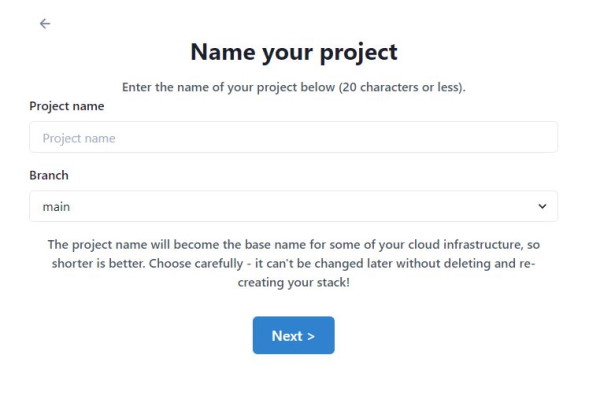 ←
Name your project
Enter the name of your project below (20 characters or less).
Project name
Project name
Branch
main
The project name will become the base name for some of your cloud infrastructure, so
shorter is better. Choose carefully - it can't be changed later without deleting and re-
creating your stack!
Next >